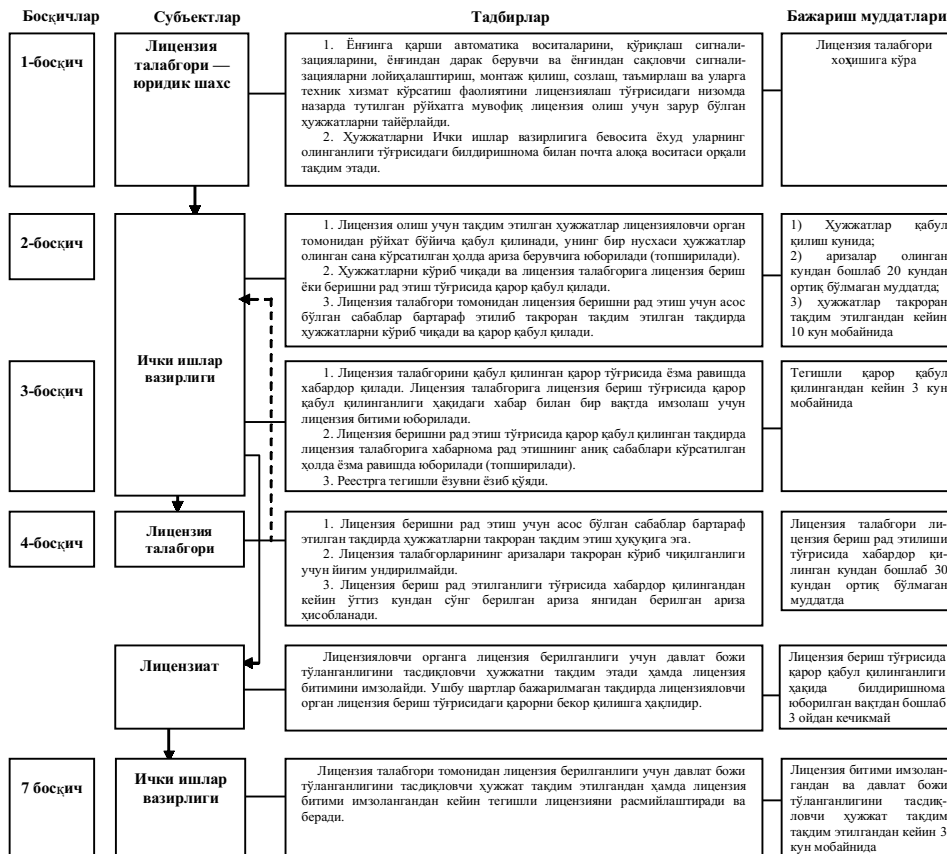 Босқичлар Субъектлар Тадбирлар Бажариш муддатлари
1-босқич
Лицензия
талабгори —
юридик шахс
1. Ёнғинга қарши автоматика воситаларини, қўриқлаш сигнали-
зацияларини, ёнғиндан дарак берувчи ва ёнғиндан сақловчи сигнали-
зацияларни лойиҳалаштириш, монтаж қилиш, созлаш, таъмирлаш ва уларга
техник хизмат кўрсатиш фаолиятини лицензиялаш тўғрисидаги низомда
назарда тутилган рўйхатга мувофиқ лицензия олиш учун зарур бўлган
ҳужжатларни тайёрлайди.
2. Ҳужжатларни Ички ишлар вазирлигига бевосита ёхуд уларнинг
олинганлиги тўғрисидаги билдиришнома билан почта алоқа воситаси орқали
тақдим этади.
Лицензия талабгори
хоҳишига кўра
2-босқич
Ички ишлар
вазирлиги
1. Лицензия олиш учун тақдим этилган ҳужжатлар лицензияловчи орган
томонидан рўйхат бўйича қабул қилинади, унинг бир нусхаси ҳужжатлар
олинган сана кўрсатилган ҳолда ариза берувчига юборилади (топширилади).
2. Ҳужжатларни кўриб чиқади ва лицензия талабгорига лицензия бериш
ёки беришни рад этиш тўғрисида қарор қабул қилади.
3. Лицензия талабгори томонидан лицензия беришни рад этиш учун асос
бўлган сабаблар бартараф этилиб такроран тақдим этилган тақдирда
ҳужжатларни кўриб чиқади ва қарор қабул қилади.
1) Ҳужжатлар қабул
қилиш кунида;
2) аризалар олинган
кундан бошлаб 20 кундан
ортиқ бўлмаган муддатда;
3) ҳужжатлар такроран
тақдим этилгандан кейин
10 кун мобайнида
3-босқич
1. Лицензия талабгорини қабул қилинган қарор тўғрисида ёзма равишда
хабардор қилади. Лицензия талабгорига лицензия бериш тўғрисида қарор
қабул қилинганлиги ҳақидаги хабар билан бир вақтда имзолаш учун
лицензия битими юборилади.
2. Лицензия беришни рад этиш тўғрисида қарор қабул қилинган тақдирда
лицензия талабгорига хабарнома рад этишнинг аниқ сабаблари кўрсатилган
ҳолда ёзма равишда юборилади (топширилади).
3. Реестрга тегишли ёзувни ёзиб қўяди.
Тегишли қарор қабул
қилингандан кейин 3 кун
мобайнида
4-босқич
Лицензия
талабгори
1. Лицензия беришни рад этиш учун асос бўлган сабаблар бартараф
этилган тақдирда ҳужжатларни такроран тақдим этиш ҳуқуқига эга.
2. Лицензия талабгорларининг аризалари такроран кўриб чиқилганлиги
учун йиғим ундирилмайди.
3. Лицензия бериш рад этилганлиги тўғрисида хабардор қилингандан
кейин ўттиз кундан сўнг берилган ариза янгидан берилган ариза
ҳисобланади.
Лицензия талабгори ли-
цензия бериш рад этилиши
тўғрисида хабардор қи-
линган кундан бошлаб 30
кундан ортиқ бўлмаган
муддатда
Лицензиат
Лицензияловчи органга лицензия берилганлиги учун давлат божи
тўланганлигини тасдиқловчи ҳужжатни тақдим этади ҳамда лицензия
битимини имзолайди. Ушбу шартлар бажарилмаган тақдирда лицензияловчи
орган лицензия бериш тўғрисидаги қарорни бекор қилишга ҳақлидир.
Лицензия бериш тўғрисида
қарор қабул қилинганлиги
ҳақида билдиришнома
юборилган вақтдан бошлаб
3 ойдан кечикмай
7 босқич
Ички ишлар
вазирлиги
Лицензия талабгори томонидан лицензия берилганлиги учун давлат божи
тўланганлигини тасдиқловчи ҳужжат тақдим этилгандан ҳамда лицензия
битими имзолангандан кейин тегишли лицензияни расмийлаштиради ва
беради.
Лицензия битими имзолан-
гандан ва давлат божи
тўланганлигини тасдиқ-
ловчи ҳужжат тақдим
тақдим этилгандан кейин 3
кун мобайнида